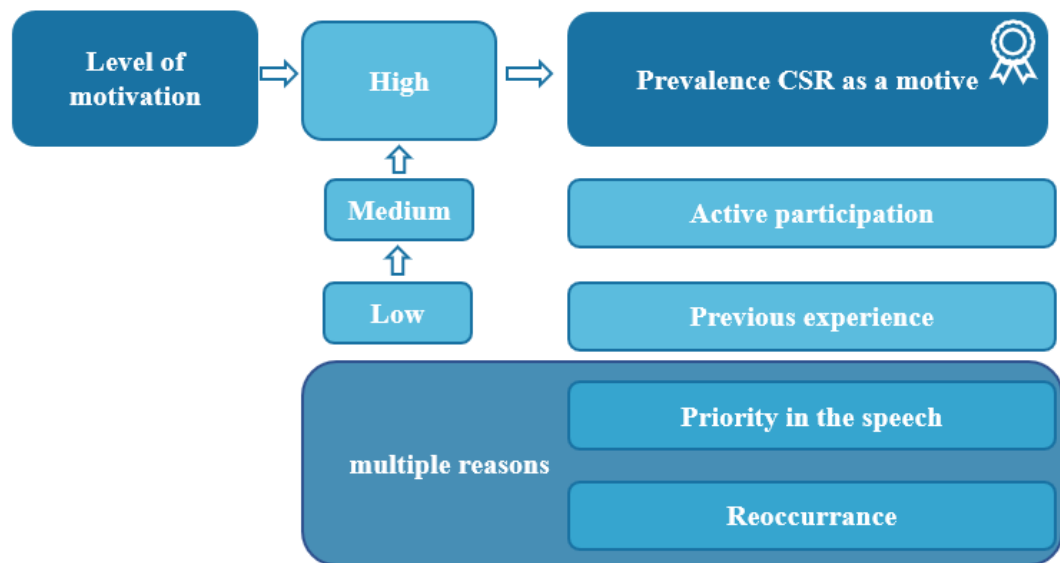 Level of
motivation
High
Prevalence CSR as a motive
Medium
Active participation
Low
Previous experience
Priority in the speech
multiple reasons
Reoccurrance